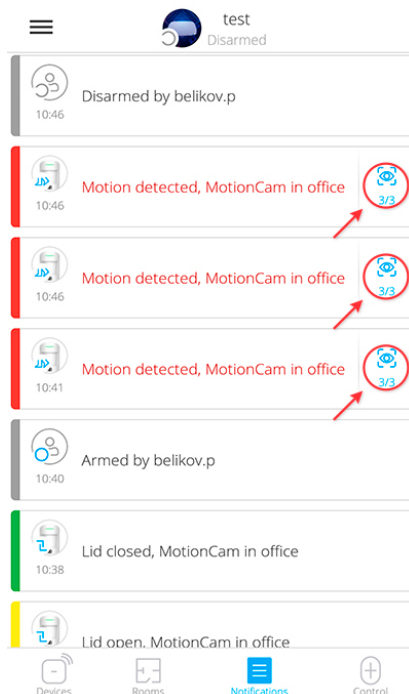 test
Disarmed
Disarmed by belikov.p
10:46
Motion detected, MotionCam in office
3/3
10:46
Motion detected, MotionCam in office
3/3
10:46
Motion detected, MotionCam in office
3/3
10:41
Armed by belikov.p
10:40
Lid closed, MotionCam in office
10:38
Lid open, MotionCam in office
Devices Rooms Notifications Control